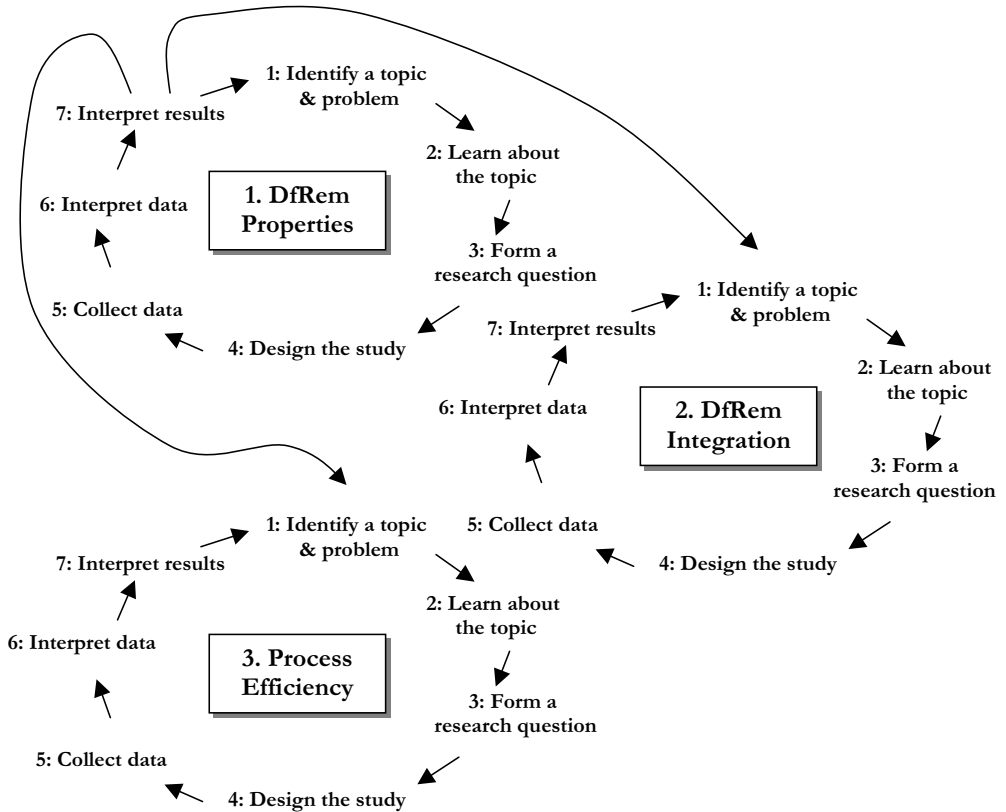 1: Identify a topic
& problem
2: Learn about
the topic
3: Form a
research question
4: Design the study
5: Collect data
6: Interpret data
7: Interpret results
1. DfRem
Properties
1: Identify a topic
& problem
2: Learn about
the topic
3: Form a
research question
4: Design the study
5: Collect data
6: Interpret data
7: Interpret results
2. DfRem
Integration
1: Identify a topic
& problem
2: Learn about
the topic
3: Form a
research question
4: Design the study
5: Collect data
6: Interpret data
7: Interpret results
3. Process
Efficiency